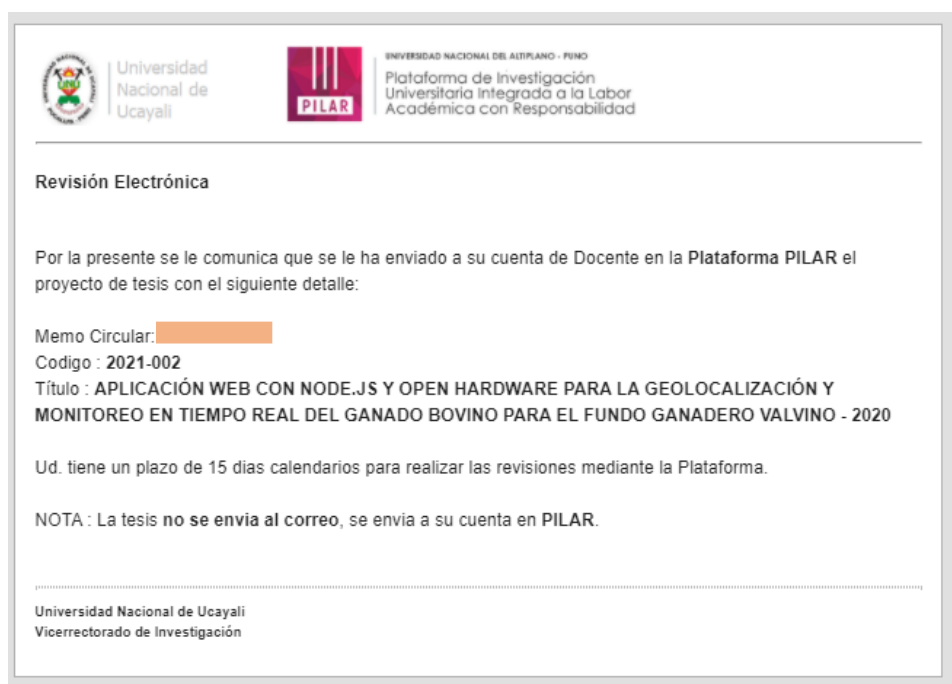 Universidad
Nacional de
Ucayali
UNU
PILAR
UNIVERSIDAD NACIONAL DEL ALTIPLANO - PUNO
Plataforma de Investigación
Universitaria Integrada a la Labor
Académica con Responsabilidad
Revisión Electrónica
Por la presente se le comunica que se le ha enviado a su cuenta de Docente en la Plataforma PILAR el
proyecto de tesis con el siguiente detalle:
Memo Circular:
Codigo : 2021-002
Título : APLICACIÓN WEB CON NODE.JS Y OPEN HARDWARE PARA LA GEOLOCALIZACIÓN Y
MONITOREO EN TIEMPO REAL DEL GANADO BOVINO PARA EL FUNDO GANADERO VALVINO - 2020
Ud. tiene un plazo de 15 dias calendarios para realizar las revisiones mediante la Plataforma.
NOTA : La tesis no se envia al correo, se envia a su cuenta en PILAR.
Universidad Nacional de Ucayali
Vicerrectorado de Investigación